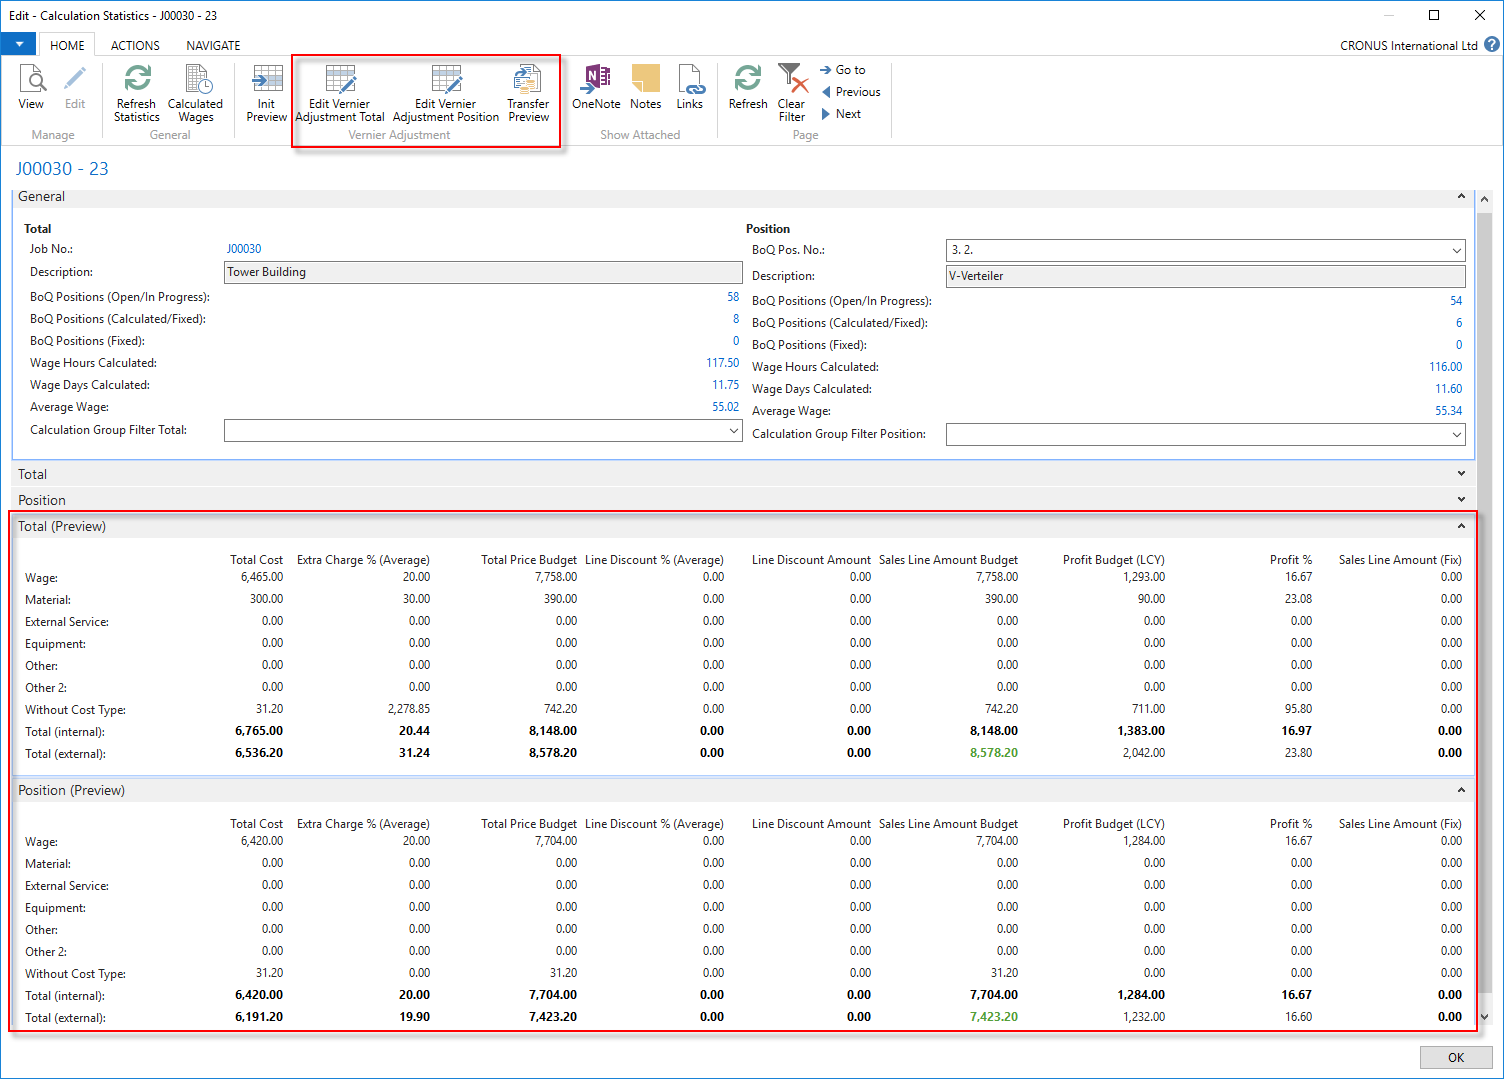 Edit - Calculation Statistics - J00030 - 23
HOME ACTIONS NAVIGATE CRONUS International Ltd ?
View Edit Refresh Statistics Calculated Wages Init Preview Edit Vernier Adjustment Total Edit Vernier Adjustment Position Transfer Preview OneNote Notes Links Refresh Clear Filter Go to Previous Next
Manage General Vernier Adjustment Show Attached Page
J00030 - 23
General
Total Position
Job No.: J00030 BoQ Pos. No.: 3. 2.
Description: Tower Building Description: V-Verteiler
BoQ Positions (Open/In Progress): 58 BoQ Positions (Open/In Progress): 54
BoQ Positions (Calculated/Fixed): 8 BoQ Positions (Calculated/Fixed): 6
BoQ Positions (Fixed): 0 BoQ Positions (Fixed): 0
Wage Hours Calculated: 117.50 Wage Hours Calculated: 116.00
Wage Days Calculated: 11.75 Wage Days Calculated: 11.60
Average Wage: 55.02 Average Wage: 55.34
Calculation Group Filter Total: Calculation Group Filter Position:
Total
Position
Total (Preview)
Total Cost Extra Charge % (Average) Total Price Budget Line Discount % (Average) Line Discount Amount Sales Line Amount Budget Profit Budget (LCY) Profit % Sales Line Amount (Fix)
Wage: 6,465.00 20.00 7,758.00 0.00 0.00 7,758.00 1,293.00 16.67 0.00
Material: 300.00 30.00 390.00 0.00 0.00 390.00 90.00 23.08 0.00
External Service: 0.00 0.00 0.00 0.00 0.00 0.00 0.00 0.00 0.00
Equipment: 0.00 0.00 0.00 0.00 0.00 0.00 0.00 0.00 0.00
Other: 0.00 0.00 0.00 0.00 0.00 0.00 0.00 0.00 0.00
Other 2: 0.00 0.00 0.00 0.00 0.00 0.00 0.00 0.00 0.00
Without Cost Type: 31.20 2,278.85 742.20 0.00 0.00 742.20 711.00 95.80 0.00
Total (internal): 6,765.00 20.44 8,148.00 0.00 0.00 8,148.00 1,383.00 16.97 0.00
Total (external): 6,536.20 31.24 8,578.20 0.00 0.00 8,578.20 2,042.00 23.80 0.00
Position (Preview)
Total Cost Extra Charge % (Average) Total Price Budget Line Discount % (Average) Line Discount Amount Sales Line Amount Budget Profit Budget (LCY) Profit % Sales Line Amount (Fix)
Wage: 6,420.00 20.00 7,704.00 0.00 0.00 7,704.00 1,284.00 16.67 0.00
Material: 0.00 0.00 0.00 0.00 0.00 0.00 0.00 0.00 0.00
External Service: 0.00 0.00 0.00 0.00 0.00 0.00 0.00 0.00 0.00
Equipment: 0.00 0.00 0.00 0.00 0.00 0.00 0.00 0.00 0.00
Other: 0.00 0.00 0.00 0.00 0.00 0.00 0.00 0.00 0.00
Other 2: 0.00 0.00 0.00 0.00 0.00 0.00 0.00 0.00 0.00
Without Cost Type: 31.20 0.00 31.20 0.00 0.00 31.20 0.00 0.00 0.00
Total (internal): 6,420.00 20.00 7,704.00 0.00 0.00 7,704.00 1,284.00 16.67 0.00
Total (external): 6,191.20 19.90 7,423.20 0.00 0.00 7,423.20 1,232.00 16.60 0.00
OK